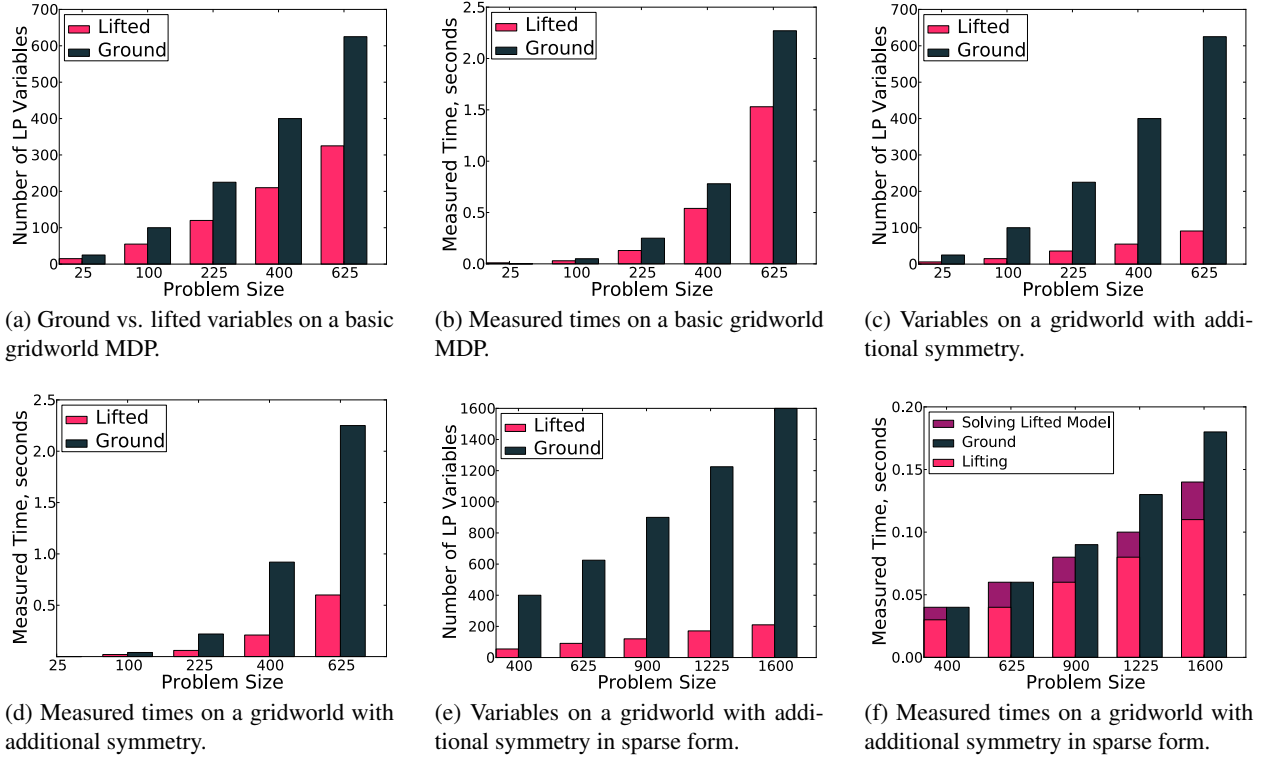 700
600
500
400
300
200
100
0
Number of LP Variables
Lifted
Ground
25 100 225 400 625
Problem Size
(a) Ground vs. lifted variables on a basic
gridworld MDP.
2.5
2.0
1.5
1.0
0.5
0.0
Measured Time, seconds
Lifted
Ground
25 100 225 400 625
Problem Size
(b) Measured times on a basic gridworld
MDP.
700
600
500
400
300
200
100
0
Number of LP Variables
Lifted
Ground
25 100 225 400 625
Problem Size
(c) Variables on a gridworld with addi-
tional symmetry.
2.5
2.0
1.5
1.0
0.5
Measured Time, seconds
Lifted
Ground
25 100 225 400 625
Problem Size
(d) Measured times on a gridworld with
additional symmetry.
1600
1400
1200
1000
800
600
400
200
0
Number of LP Variables
Lifted
Ground
400 625 900 1225 1600
Problem Size
(e) Variables on a gridworld with addi-
tional symmetry in sparse form.
0.20
0.15
0.10
0.05
0.00
Measured Time, seconds
Solving Lifted Model
Ground
Lifting
400 625 900 1225 1600
Problem Size
(f) Measured times on a gridworld with
additional symmetry in sparse form.